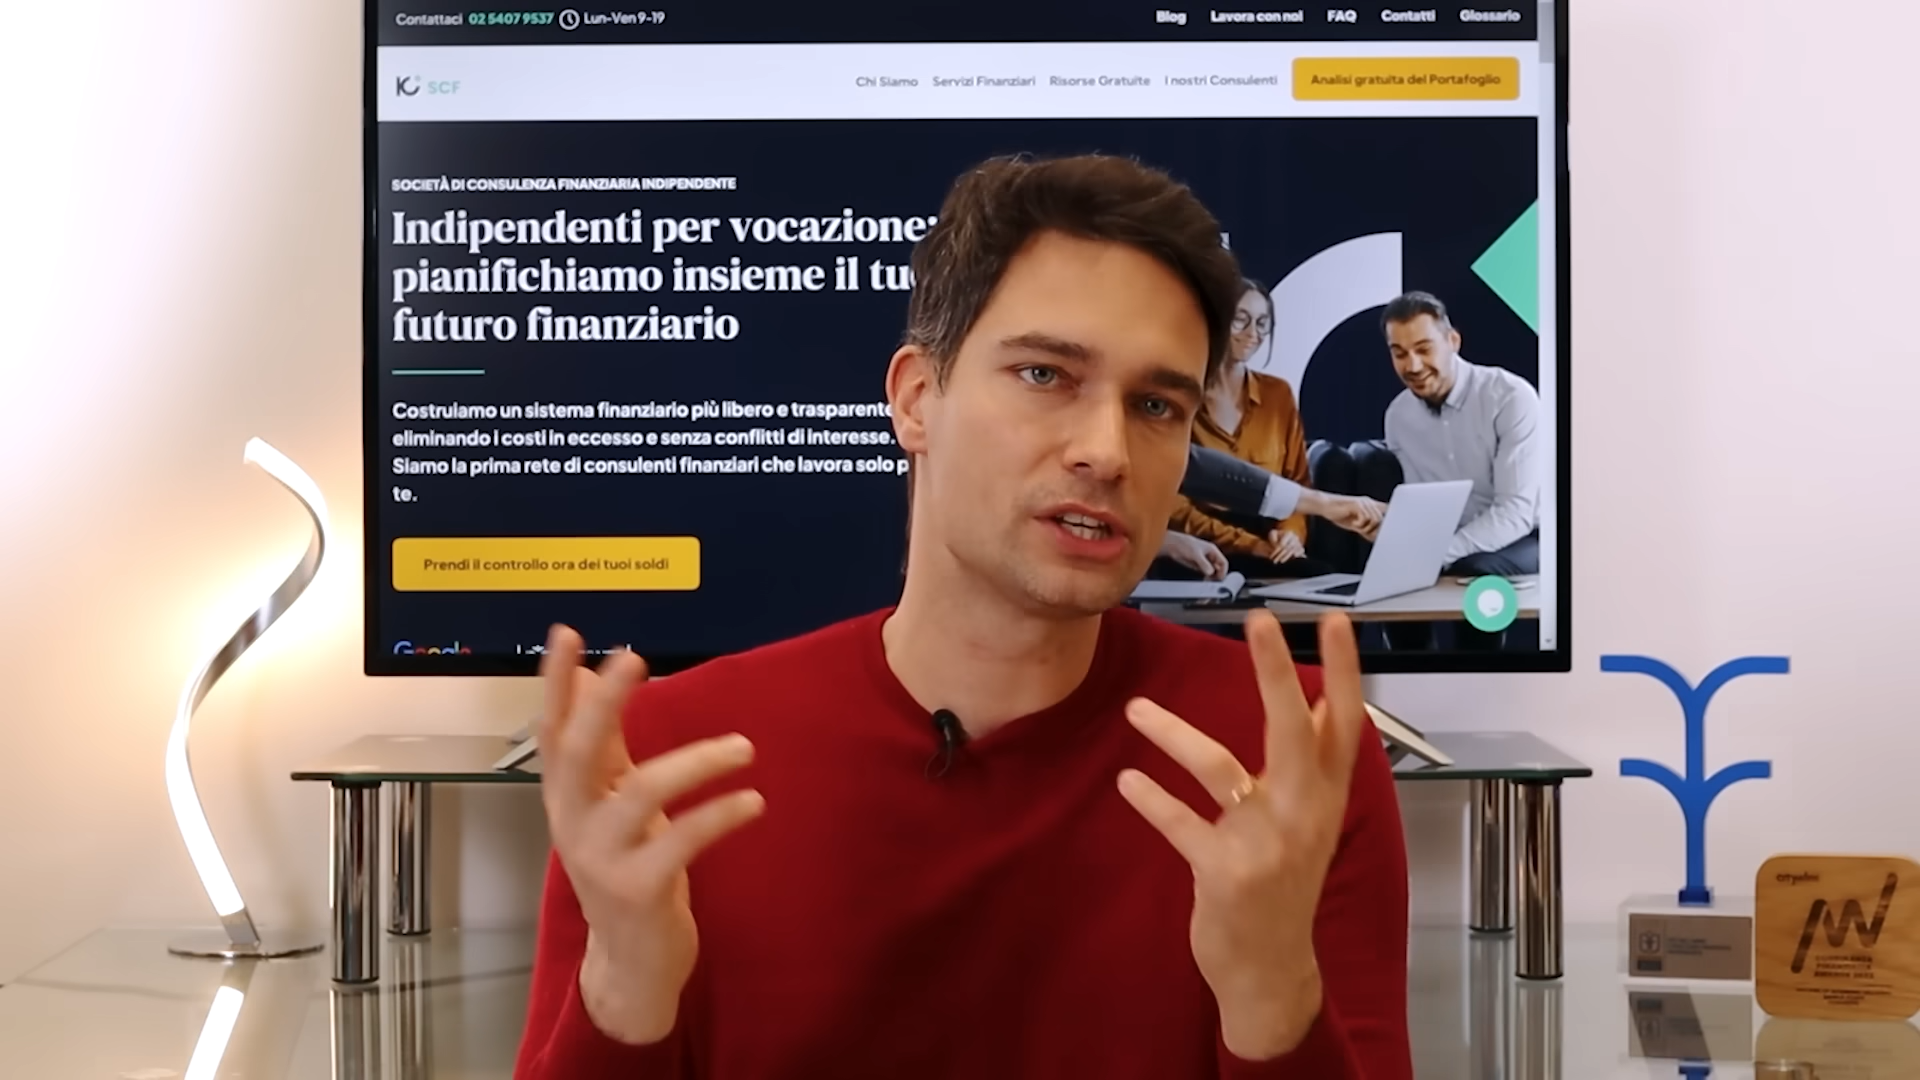 Contattaci 02 5407 9537 Lun-Ven 9-19
Blog Lavora con noi FAQ Contatti Glossario
SCF
Chi Siamo Servizi Finanziari Risorse Gratuite I nostri Consulenti Analisi gratuita del Portafoglio
SOCIETÀ DI CONSULENZA FINANZIARIA INDIPENDENTE
Indipendenti per vocazione:
pianifichiamo insieme il tu
futuro finanziario
Costruiamo un sistema finanziario più libero e trasparente
eliminando i costi in eccesso e senza conflitti di interesse.
Siamo la prima rete di consulenti finanziari che lavora solo p
te.
Prendi il controllo ora dei tuoi soldi
Google